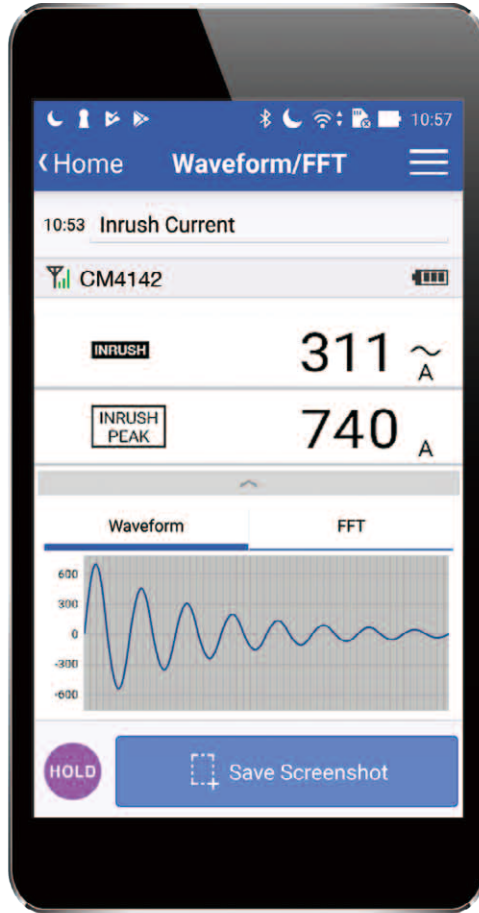 10:57
Home Waveform/FFT
10:53 Inrush Current
CM4142
INRUSH 311 A
INRUSH
PEAK
740 A
Waveform FFT
600
300
0
-300
-600
HOLD Save Screenshot